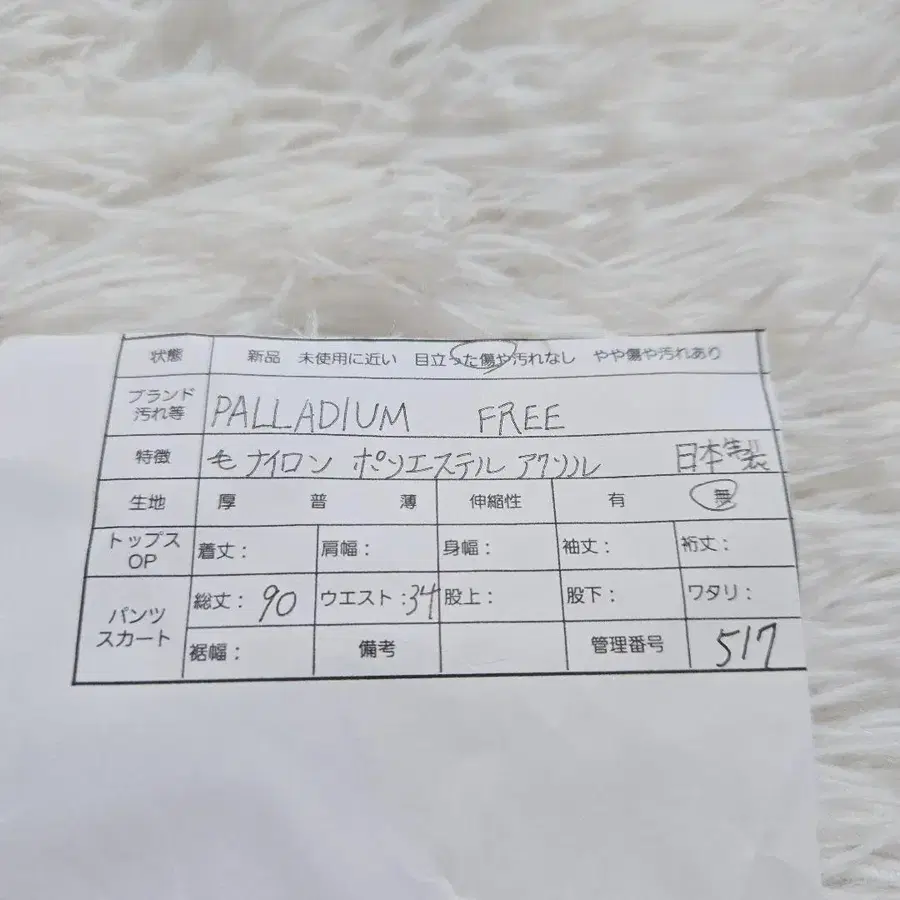 状態 新品 未使用に近い 目立った傷や汚れなし やや傷や汚れあり
ブランド
汚れ等 PALLADIUM FREE
特徴 毛 ナイロン ポリエステル アクリル 日本製
生地 厚 普 薄 伸縮性 有 無
トップス
OP 着丈: 肩幅: 身幅: 袖丈: 裄丈:
パンツ
スカート 総丈: 90 ウエスト:34 股上: 股下: ワタリ:
裾幅: 備考 管理番号 517